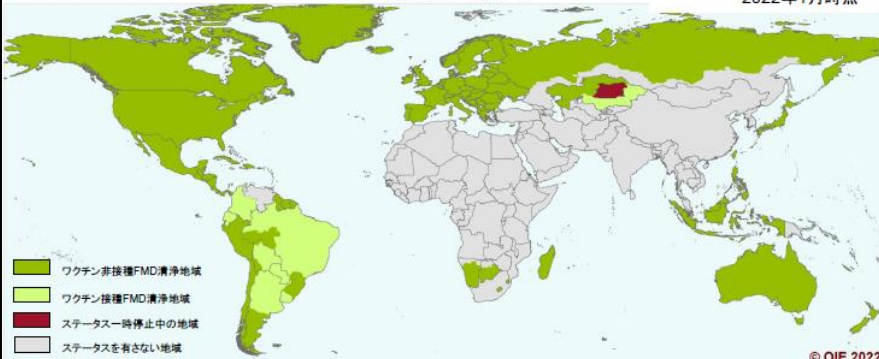 2022年1月時点
ワクチン非接種FMD清浄地域
ワクチン接種FMD清浄地域
ステータス一時停止中の地域
ステータスを有さない地域
© OIE 2022